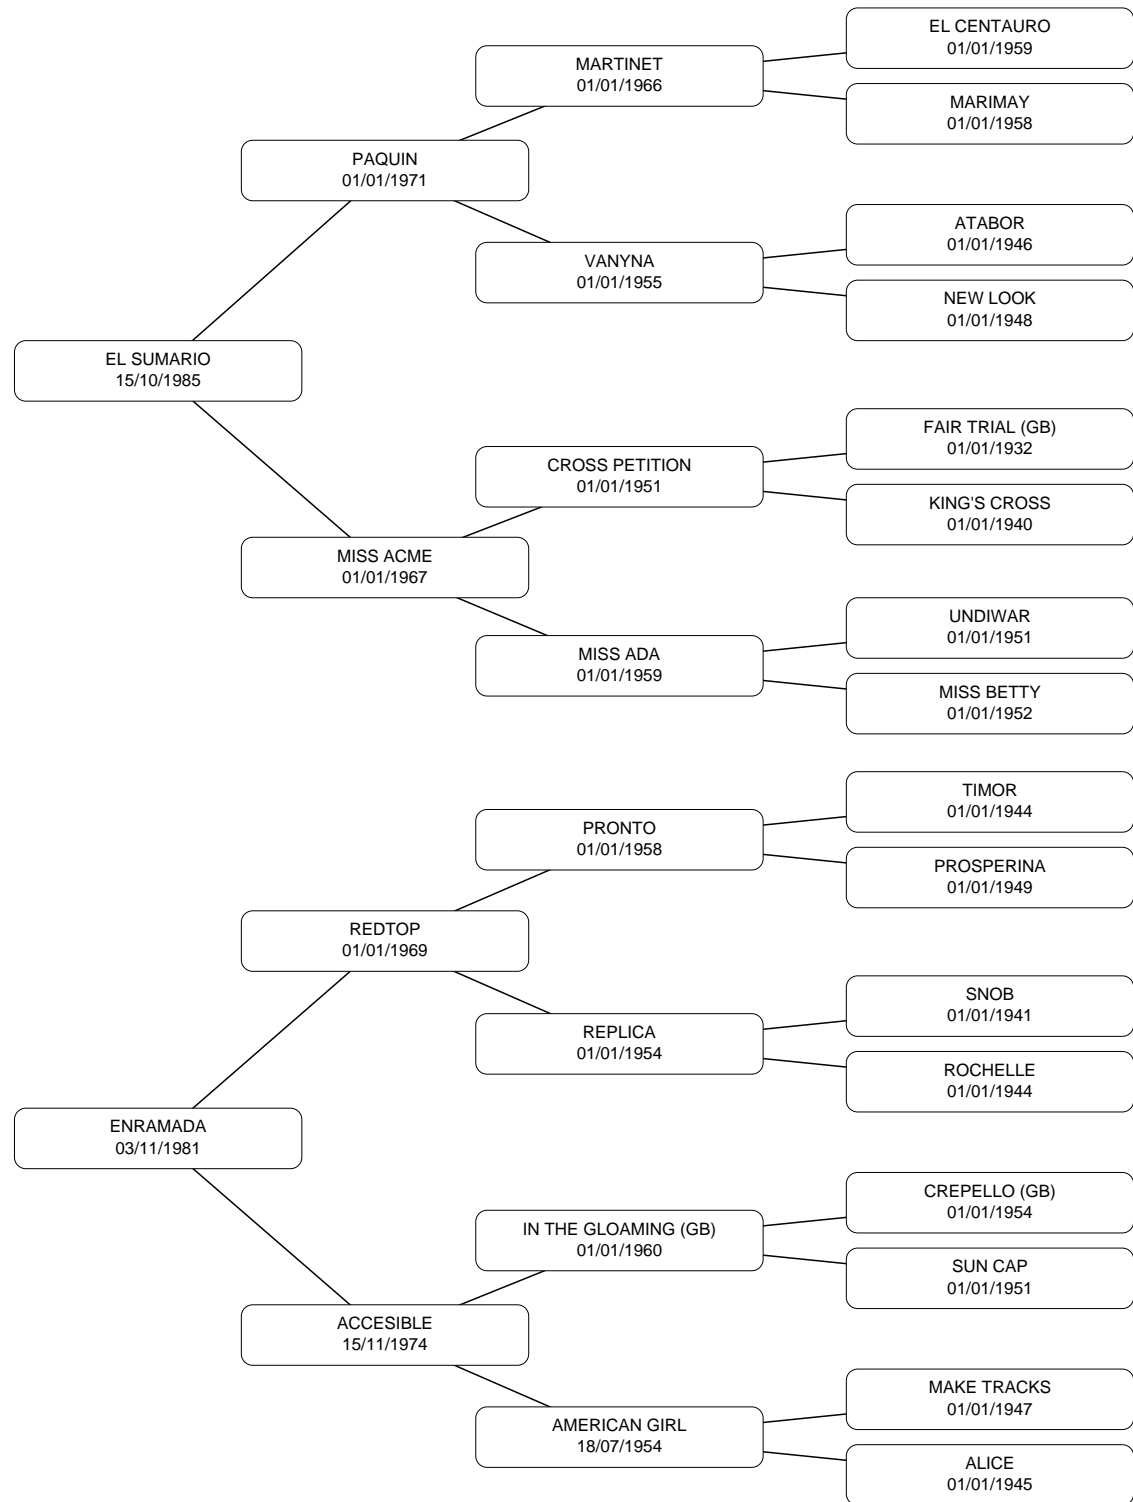 EL CENTAURO
01/01/1959
MARTINET
01/01/1966
MARIMAY
01/01/1958
PAQUIN
01/01/1971
ATABOR
01/01/1946
VANYNA
01/01/1955
NEW LOOK
01/01/1948
EL SUMARIO
15/10/1985
FAIR TRIAL (GB)
01/01/1932
CROSS PETITION
01/01/1951
KING'S CROSS
01/01/1940
MISS ACME
01/01/1967
UNDIWAR
01/01/1951
MISS ADA
01/01/1959
MISS BETTY
01/01/1952
TIMOR
01/01/1944
PRONTO
01/01/1958
PROSPERINA
01/01/1949
REDTOP
01/01/1969
SNOB
01/01/1941
REPLICA
01/01/1954
ROCHELLE
01/01/1944
ENRAMADA
03/11/1981
CREPELLO (GB)
01/01/1954
IN THE GLOAMING (GB)
01/01/1960
SUN CAP
01/01/1951
ACCESIBLE
15/11/1974
MAKE TRACKS
01/01/1947
AMERICAN GIRL
18/07/1954
ALICE
01/01/1945